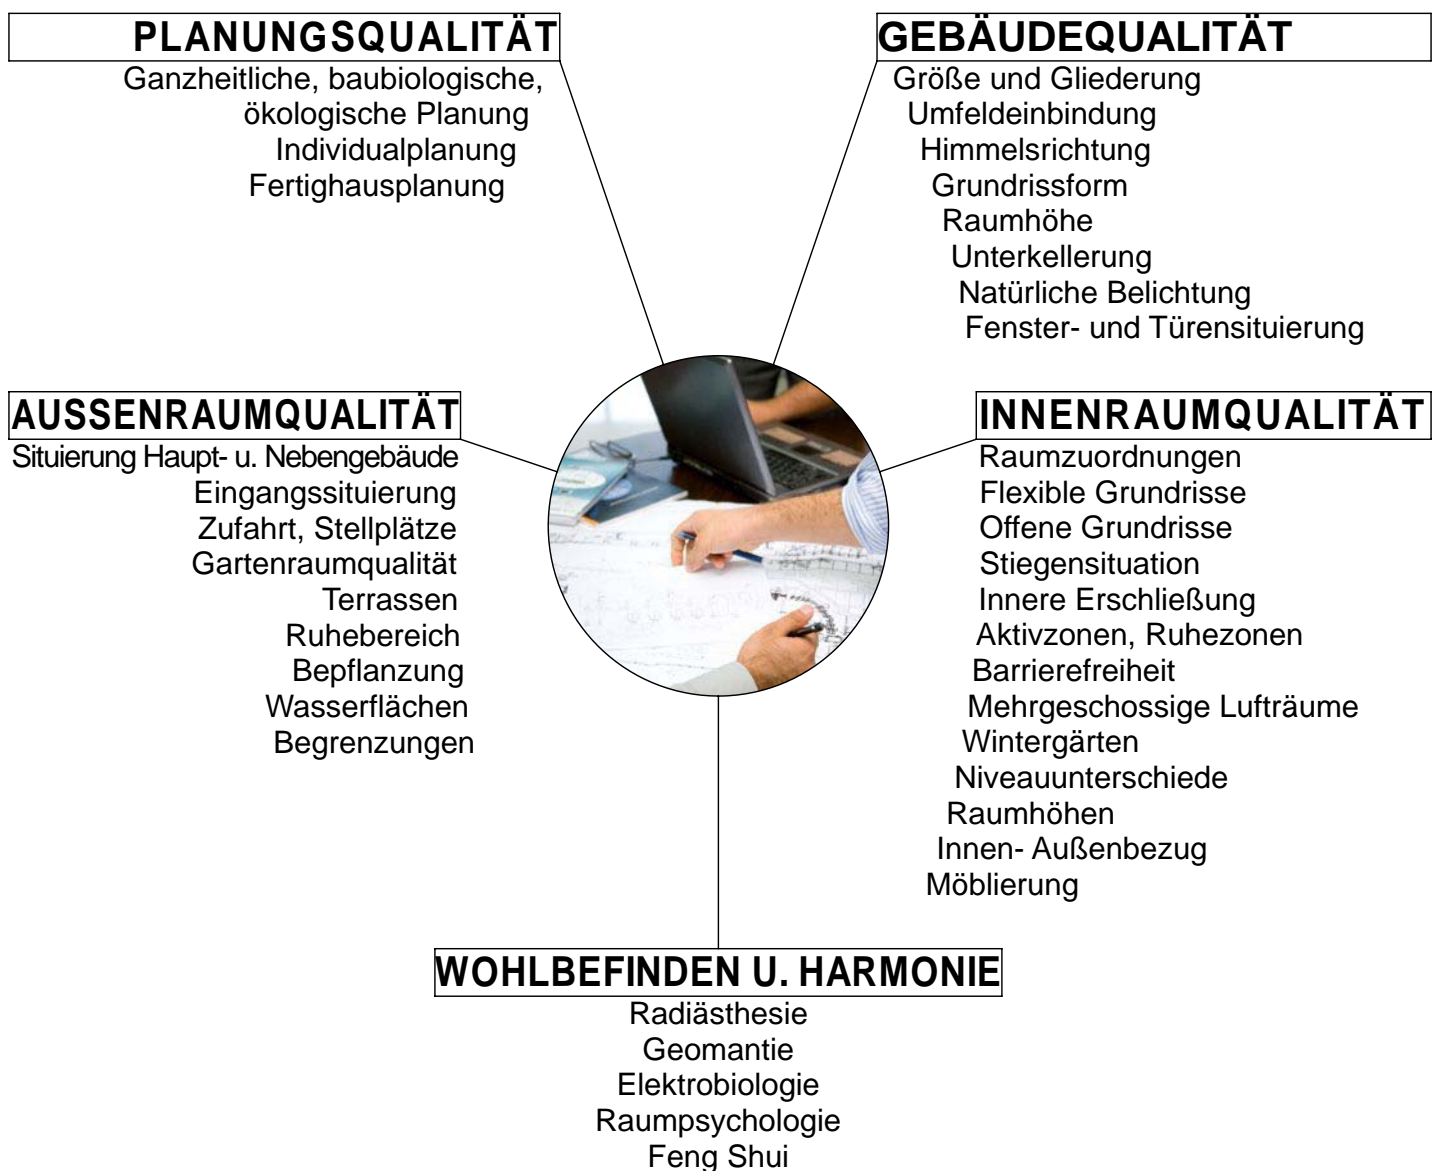 PLANUNGSQUALITÄT
Ganzheitliche, baubiologische,
ökologische Planung
Individualplanung
Fertighausplanung
GEBÄUDEQUALITÄT
Größe und Gliederung
Umfeldeinbindung
Himmelsrichtung
Grundrissform
Raumhöhe
Unterkellerung
Natürliche Belichtung
Fenster- und Türensituierung
AUSSENRAUMQUALITÄT
Situierung Haupt- u. Nebengebäude
Eingangssituierung
Zufahrt, Stellplätze
Gartenraumqualität
Terrassen
Ruhebereich
Bepflanzung
Wasserflächen
Begrenzungen
INNENRAUMQUALITÄT
Raumzuordnungen
Flexible Grundrisse
Offene Grundrisse
Stiegensituation
Innere Erschließung
Aktivzonen, Ruhezonen
Barrierefreiheit
Mehrgeschossige Lufträume
Wintergärten
Niveauunterschiede
Raumhöhen
Innen- Außenbezug
Möblierung
WOHLBEFINDEN U. HARMONIE
Radiästhesie
Geomantie
Elektrobiologie
Raumpsychologie
Feng Shui